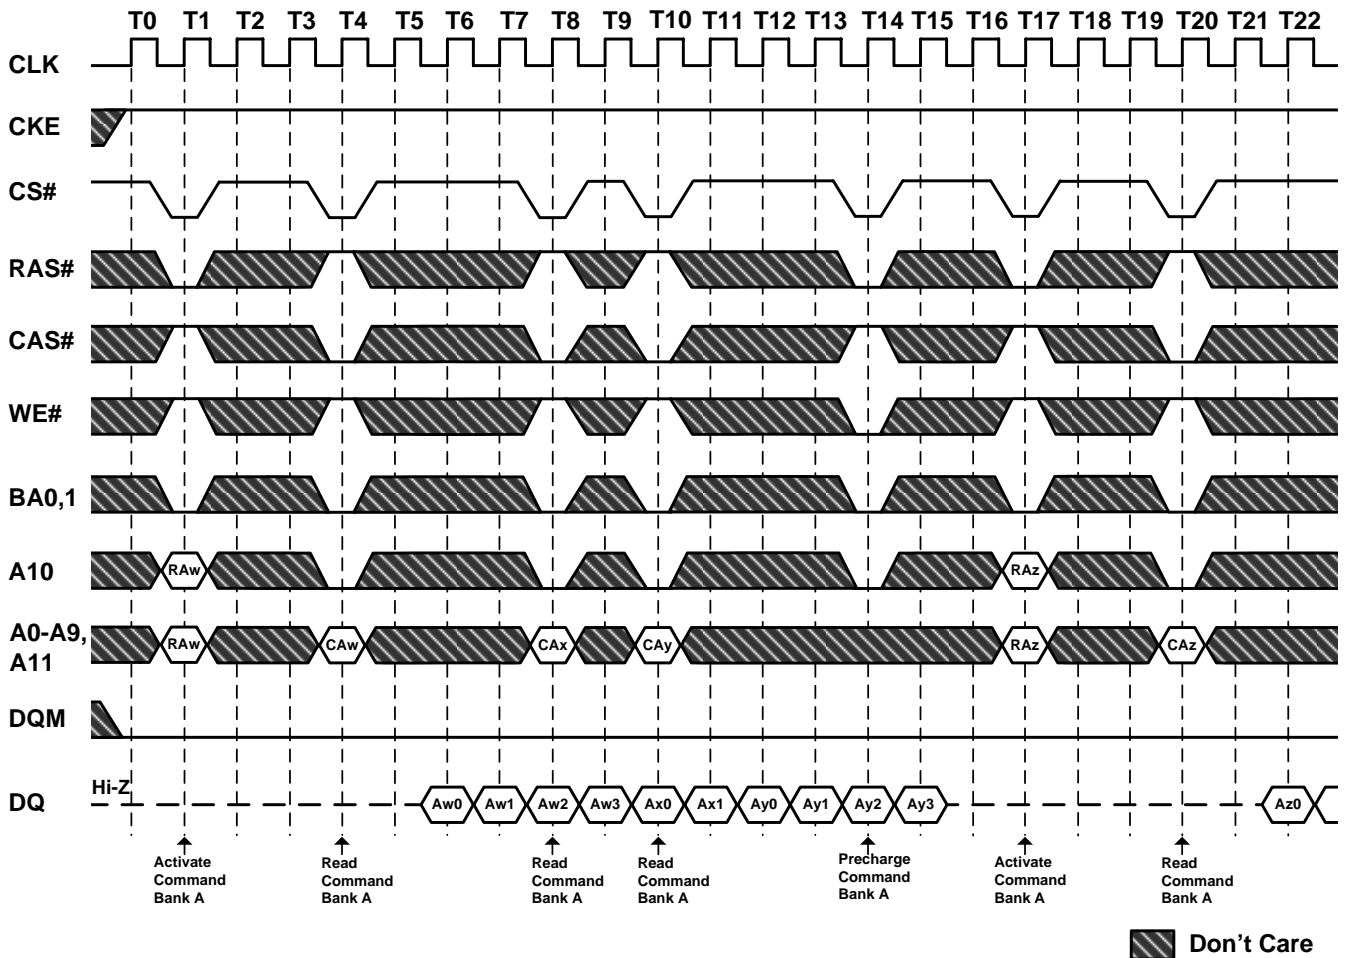 T0 T1 T2 T3 T4 T5 T6 T7 T8 T9 T10 T11 T12 T13 T14 T15 T16 T17 T18 T19 T20 T21 T22
CLK
CKE
CS#
RAS#
CAS#
WE#
BA0,1
A10 RAw RAz
A0-A9,
A11
RAw CAw CAx CAy RAz CAz
DQM
Hi-Z
DQ Aw0 Aw1 Aw2 Aw3 Ax0 Ax1 Ay0 Ay1 Ay2 Ay3 Az0
Activate
Command
Bank A
Read
Command
Bank A
Read
Command
Bank A
Read
Command
Bank A
Precharge
Command
Bank A
Activate
Command
Bank A
Read
Command
Bank A
Don't Care